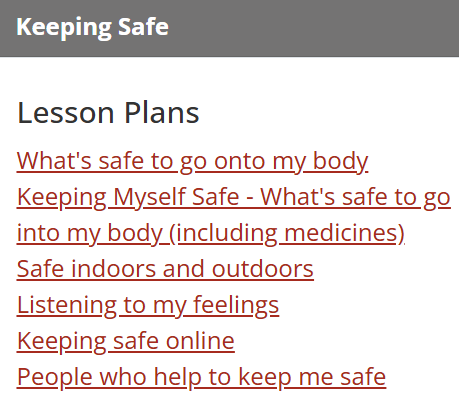 Keeping Safe
Lesson Plans
What's safe to go onto my body
Keeping Myself Safe - What's safe to go
into my body (including medicines)
Safe indoors and outdoors
Listening to my feelings
Keeping safe online
People who help to keep me safe